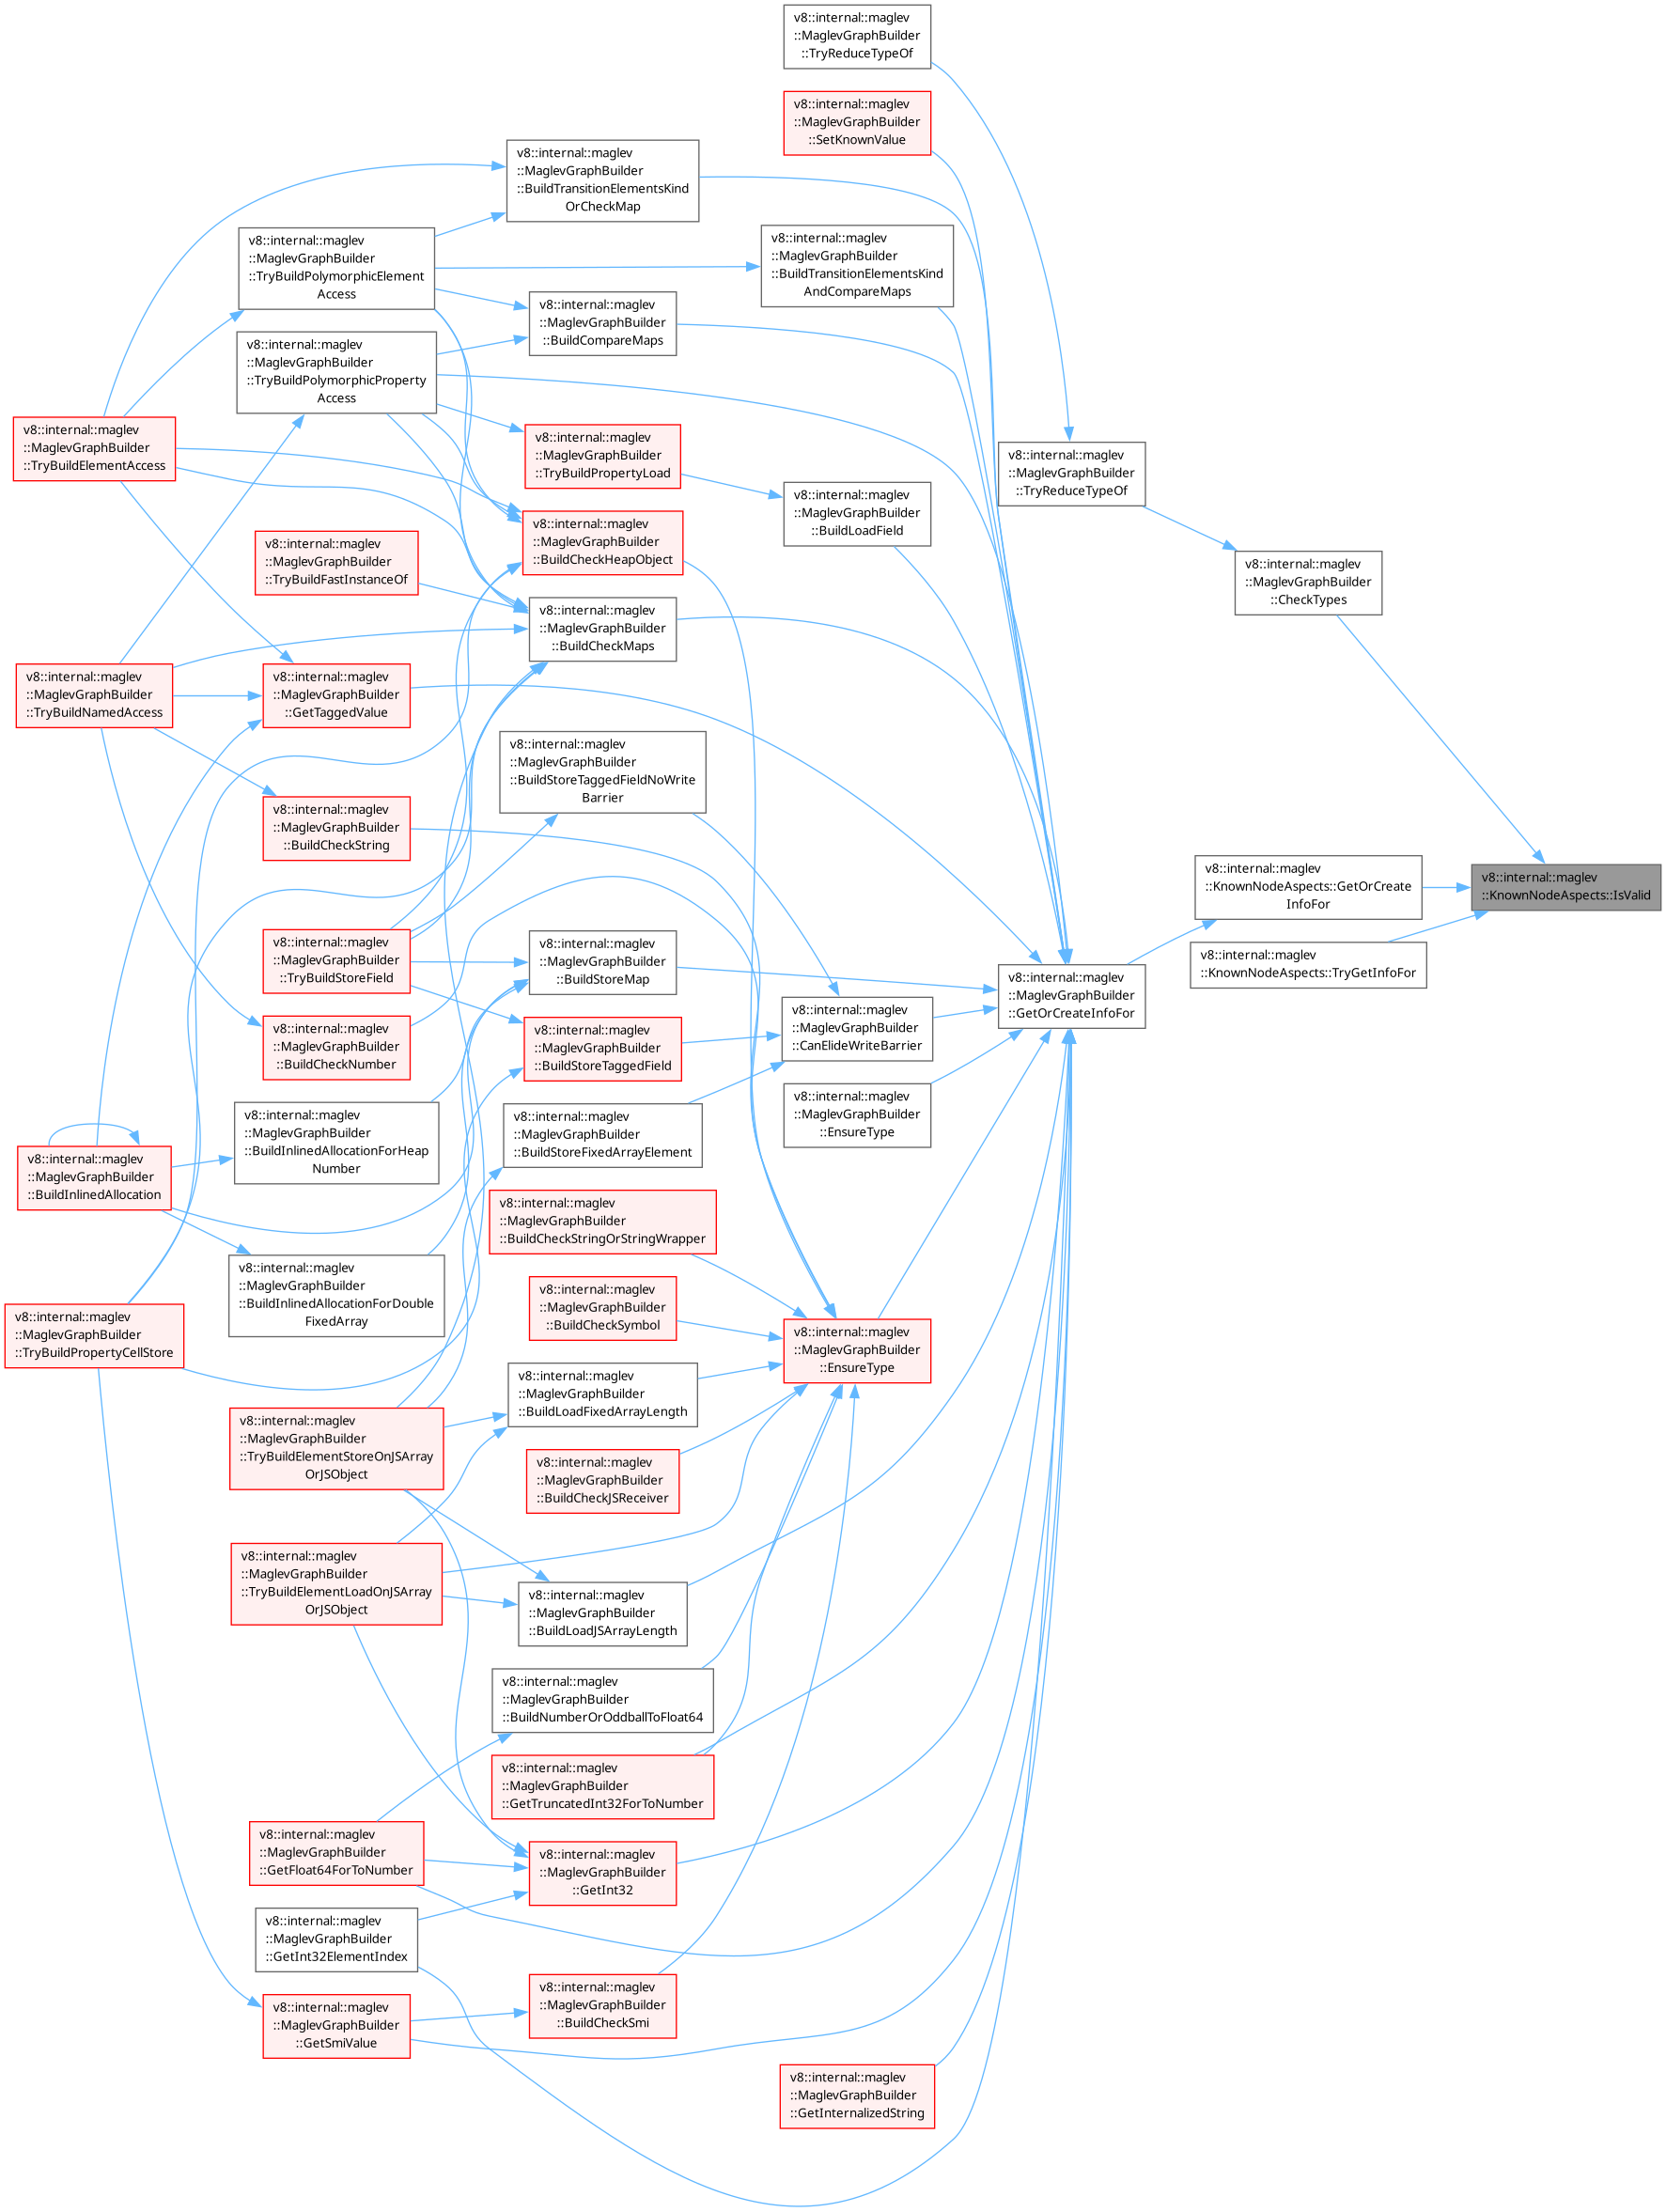 v8::internal::maglev
::MaglevGraphBuilder
::TryReduceTypeOf
v8::internal::maglev
::MaglevGraphBuilder
::SetKnownValue
v8::internal::maglev
::MaglevGraphBuilder
::BuildTransitionElementsKind
OrCheckMap
v8::internal::maglev
::MaglevGraphBuilder
::TryBuildPolymorphicElement
Access
v8::internal::maglev
::MaglevGraphBuilder
::BuildTransitionElementsKind
AndCompareMaps
v8::internal::maglev
::MaglevGraphBuilder
::BuildCompareMaps
v8::internal::maglev
::MaglevGraphBuilder
::TryBuildPolymorphicProperty
Access
v8::internal::maglev
::MaglevGraphBuilder
::TryBuildElementAccess
v8::internal::maglev
::MaglevGraphBuilder
::TryBuildPropertyLoad
v8::internal::maglev
::MaglevGraphBuilder
::TryReduceTypeOf
v8::internal::maglev
::MaglevGraphBuilder
::BuildLoadField
v8::internal::maglev
::MaglevGraphBuilder
::BuildCheckHeapObject
v8::internal::maglev
::MaglevGraphBuilder
::TryBuildFastInstanceOf
v8::internal::maglev
::MaglevGraphBuilder
::CheckTypes
v8::internal::maglev
::MaglevGraphBuilder
::BuildCheckMaps
v8::internal::maglev
::MaglevGraphBuilder
::TryBuildNamedAccess
v8::internal::maglev
::MaglevGraphBuilder
::GetTaggedValue
v8::internal::maglev
::MaglevGraphBuilder
::BuildStoreTaggedFieldNoWrite
Barrier
v8::internal::maglev
::MaglevGraphBuilder
::BuildCheckString
v8::internal::maglev
::KnownNodeAspects::GetOrCreate
InfoFor
v8::internal::maglev
::KnownNodeAspects::IsValid
v8::internal::maglev
::MaglevGraphBuilder
::TryBuildStoreField
v8::internal::maglev
::MaglevGraphBuilder
::BuildStoreMap
v8::internal::maglev
::KnownNodeAspects::TryGetInfoFor
v8::internal::maglev
::MaglevGraphBuilder
::GetOrCreateInfoFor
v8::internal::maglev
::MaglevGraphBuilder
::CanElideWriteBarrier
v8::internal::maglev
::MaglevGraphBuilder
::BuildCheckNumber
v8::internal::maglev
::MaglevGraphBuilder
::BuildStoreTaggedField
v8::internal::maglev
::MaglevGraphBuilder
::EnsureType
v8::internal::maglev
::MaglevGraphBuilder
::BuildInlinedAllocationForHeap
Number
v8::internal::maglev
::MaglevGraphBuilder
::BuildStoreFixedArrayElement
v8::internal::maglev
::MaglevGraphBuilder
::BuildInlinedAllocation
v8::internal::maglev
::MaglevGraphBuilder
::BuildCheckStringOrStringWrapper
v8::internal::maglev
::MaglevGraphBuilder
::BuildInlinedAllocationForDouble
FixedArray
v8::internal::maglev
::MaglevGraphBuilder
::BuildCheckSymbol
v8::internal::maglev
::MaglevGraphBuilder
::TryBuildPropertyCellStore
v8::internal::maglev
::MaglevGraphBuilder
::EnsureType
v8::internal::maglev
::MaglevGraphBuilder
::BuildLoadFixedArrayLength
v8::internal::maglev
::MaglevGraphBuilder
::TryBuildElementStoreOnJSArray
OrJSObject
v8::internal::maglev
::MaglevGraphBuilder
::BuildCheckJSReceiver
v8::internal::maglev
::MaglevGraphBuilder
::TryBuildElementLoadOnJSArray
OrJSObject
v8::internal::maglev
::MaglevGraphBuilder
::BuildLoadJSArrayLength
v8::internal::maglev
::MaglevGraphBuilder
::BuildNumberOrOddballToFloat64
v8::internal::maglev
::MaglevGraphBuilder
::GetTruncatedInt32ForToNumber
v8::internal::maglev
::MaglevGraphBuilder
::GetFloat64ForToNumber
v8::internal::maglev
::MaglevGraphBuilder
::GetInt32
v8::internal::maglev
::MaglevGraphBuilder
::GetInt32ElementIndex
v8::internal::maglev
::MaglevGraphBuilder
::BuildCheckSmi
v8::internal::maglev
::MaglevGraphBuilder
::GetSmiValue
v8::internal::maglev
::MaglevGraphBuilder
::GetInternalizedString